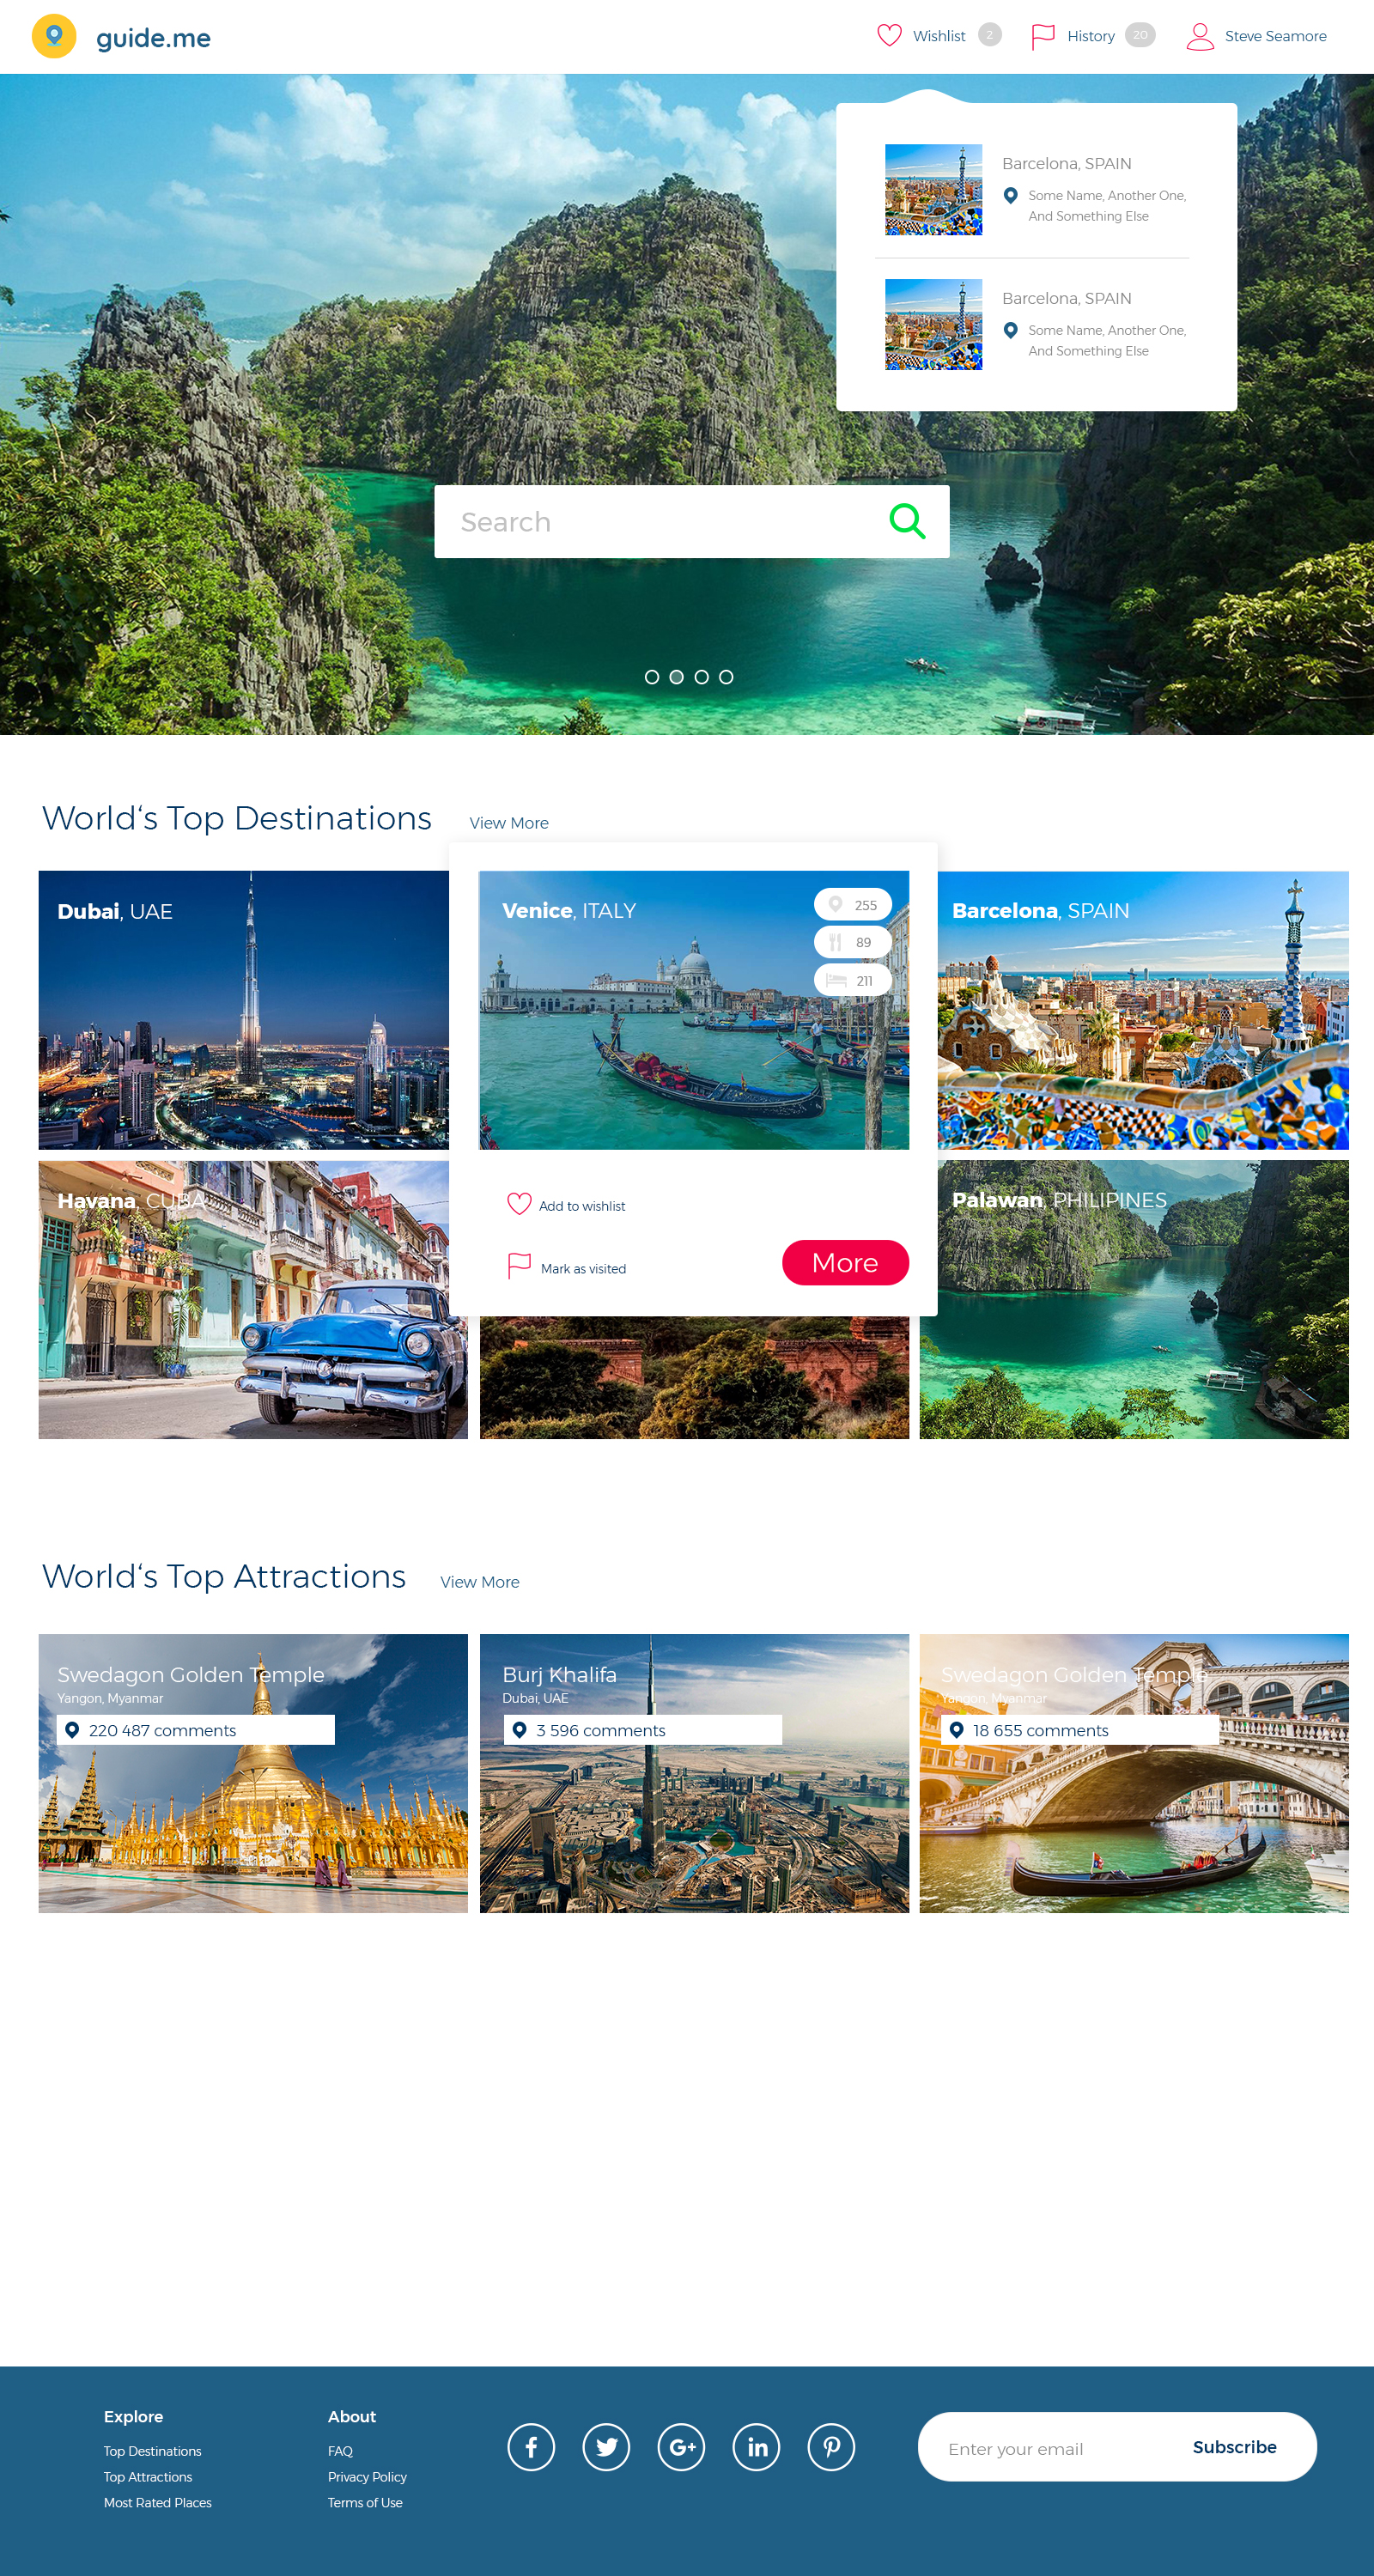 guide.me
Wishlist 2
History 20
Steve Seamore
Barcelona, SPAIN
Some Name, Another One,
And Something Else
Barcelona, SPAIN
Some Name, Another One,
And Something Else
Search
World‘s Top Destinations
View More
Dubai, UAE
Venice, ITALY
255
89
211
Barcelona, SPAIN
Havana, CUBA
Add to wishlist
Mark as visited
More
Palawan, PHILIPINES
World‘s Top Attractions
View More
Swedagon Golden Temple
Yangon, Myanmar
220 487 comments
Burj Khalifa
Dubai, UAE
3 596 comments
Swedagon Golden Temple
Yangon, Myanmar
18 655 comments
Explore
Top Destinations
Top Attractions
Most Rated Places
About
FAQ
Privacy Policy
Terms of Use
f
G+
in
Enter your email
Subscribe